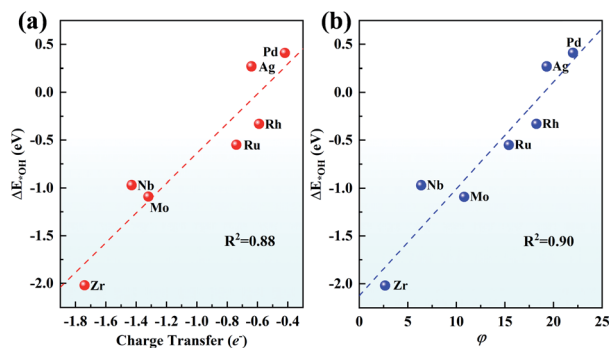 (a)
0.5
0.0
-0.5
-1.0
-1.5
-2.0
ΔE*OH (eV)
Pd
Ag
Rh
Ru
Nb
Mo
Zr
R²=0.88
-1.8 -1.6 -1.4 -1.2 -1.0 -0.8 -0.6 -0.4
Charge Transfer (e⁻)
(b)
0.5
0.0
-0.5
-1.0
-1.5
-2.0
ΔE*OH (eV)
Pd
Ag
Rh
Ru
Nb
Mo
Zr
R²=0.90
0 5 10 15 20 25
φ